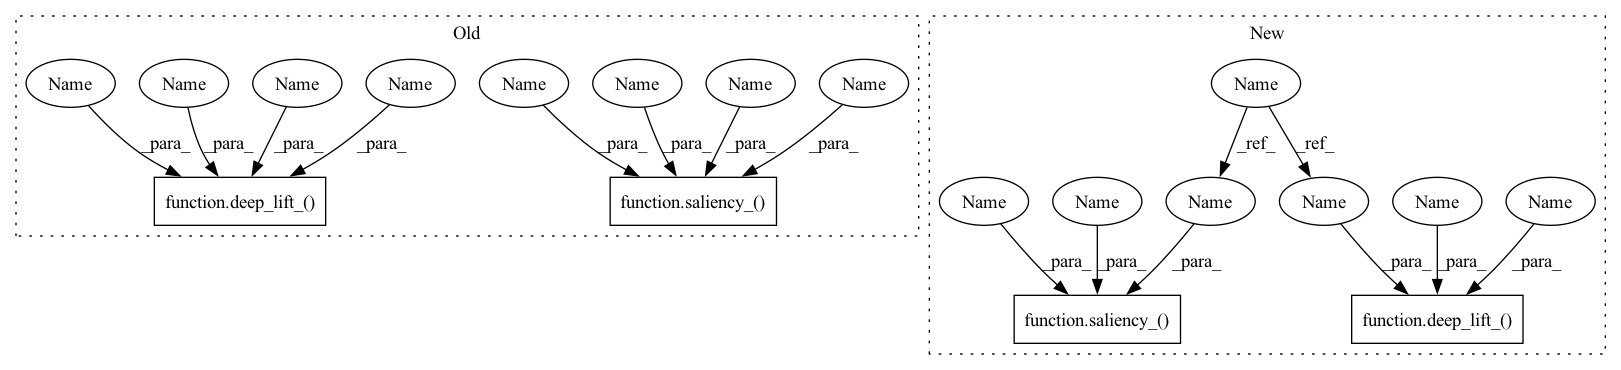 Old
New
Name Name Name Name Name Name Name Name Name
_para_ _para_ _para_ _para_ _para_ _para_ _para_ _para_ _ref_ _ref_
function.deep_lift_() function.saliency_() Name Name Name Name Name Name
_para_ _para_ _para_ _para_ _para_ _para_
function.saliency_() function.deep_lift_()